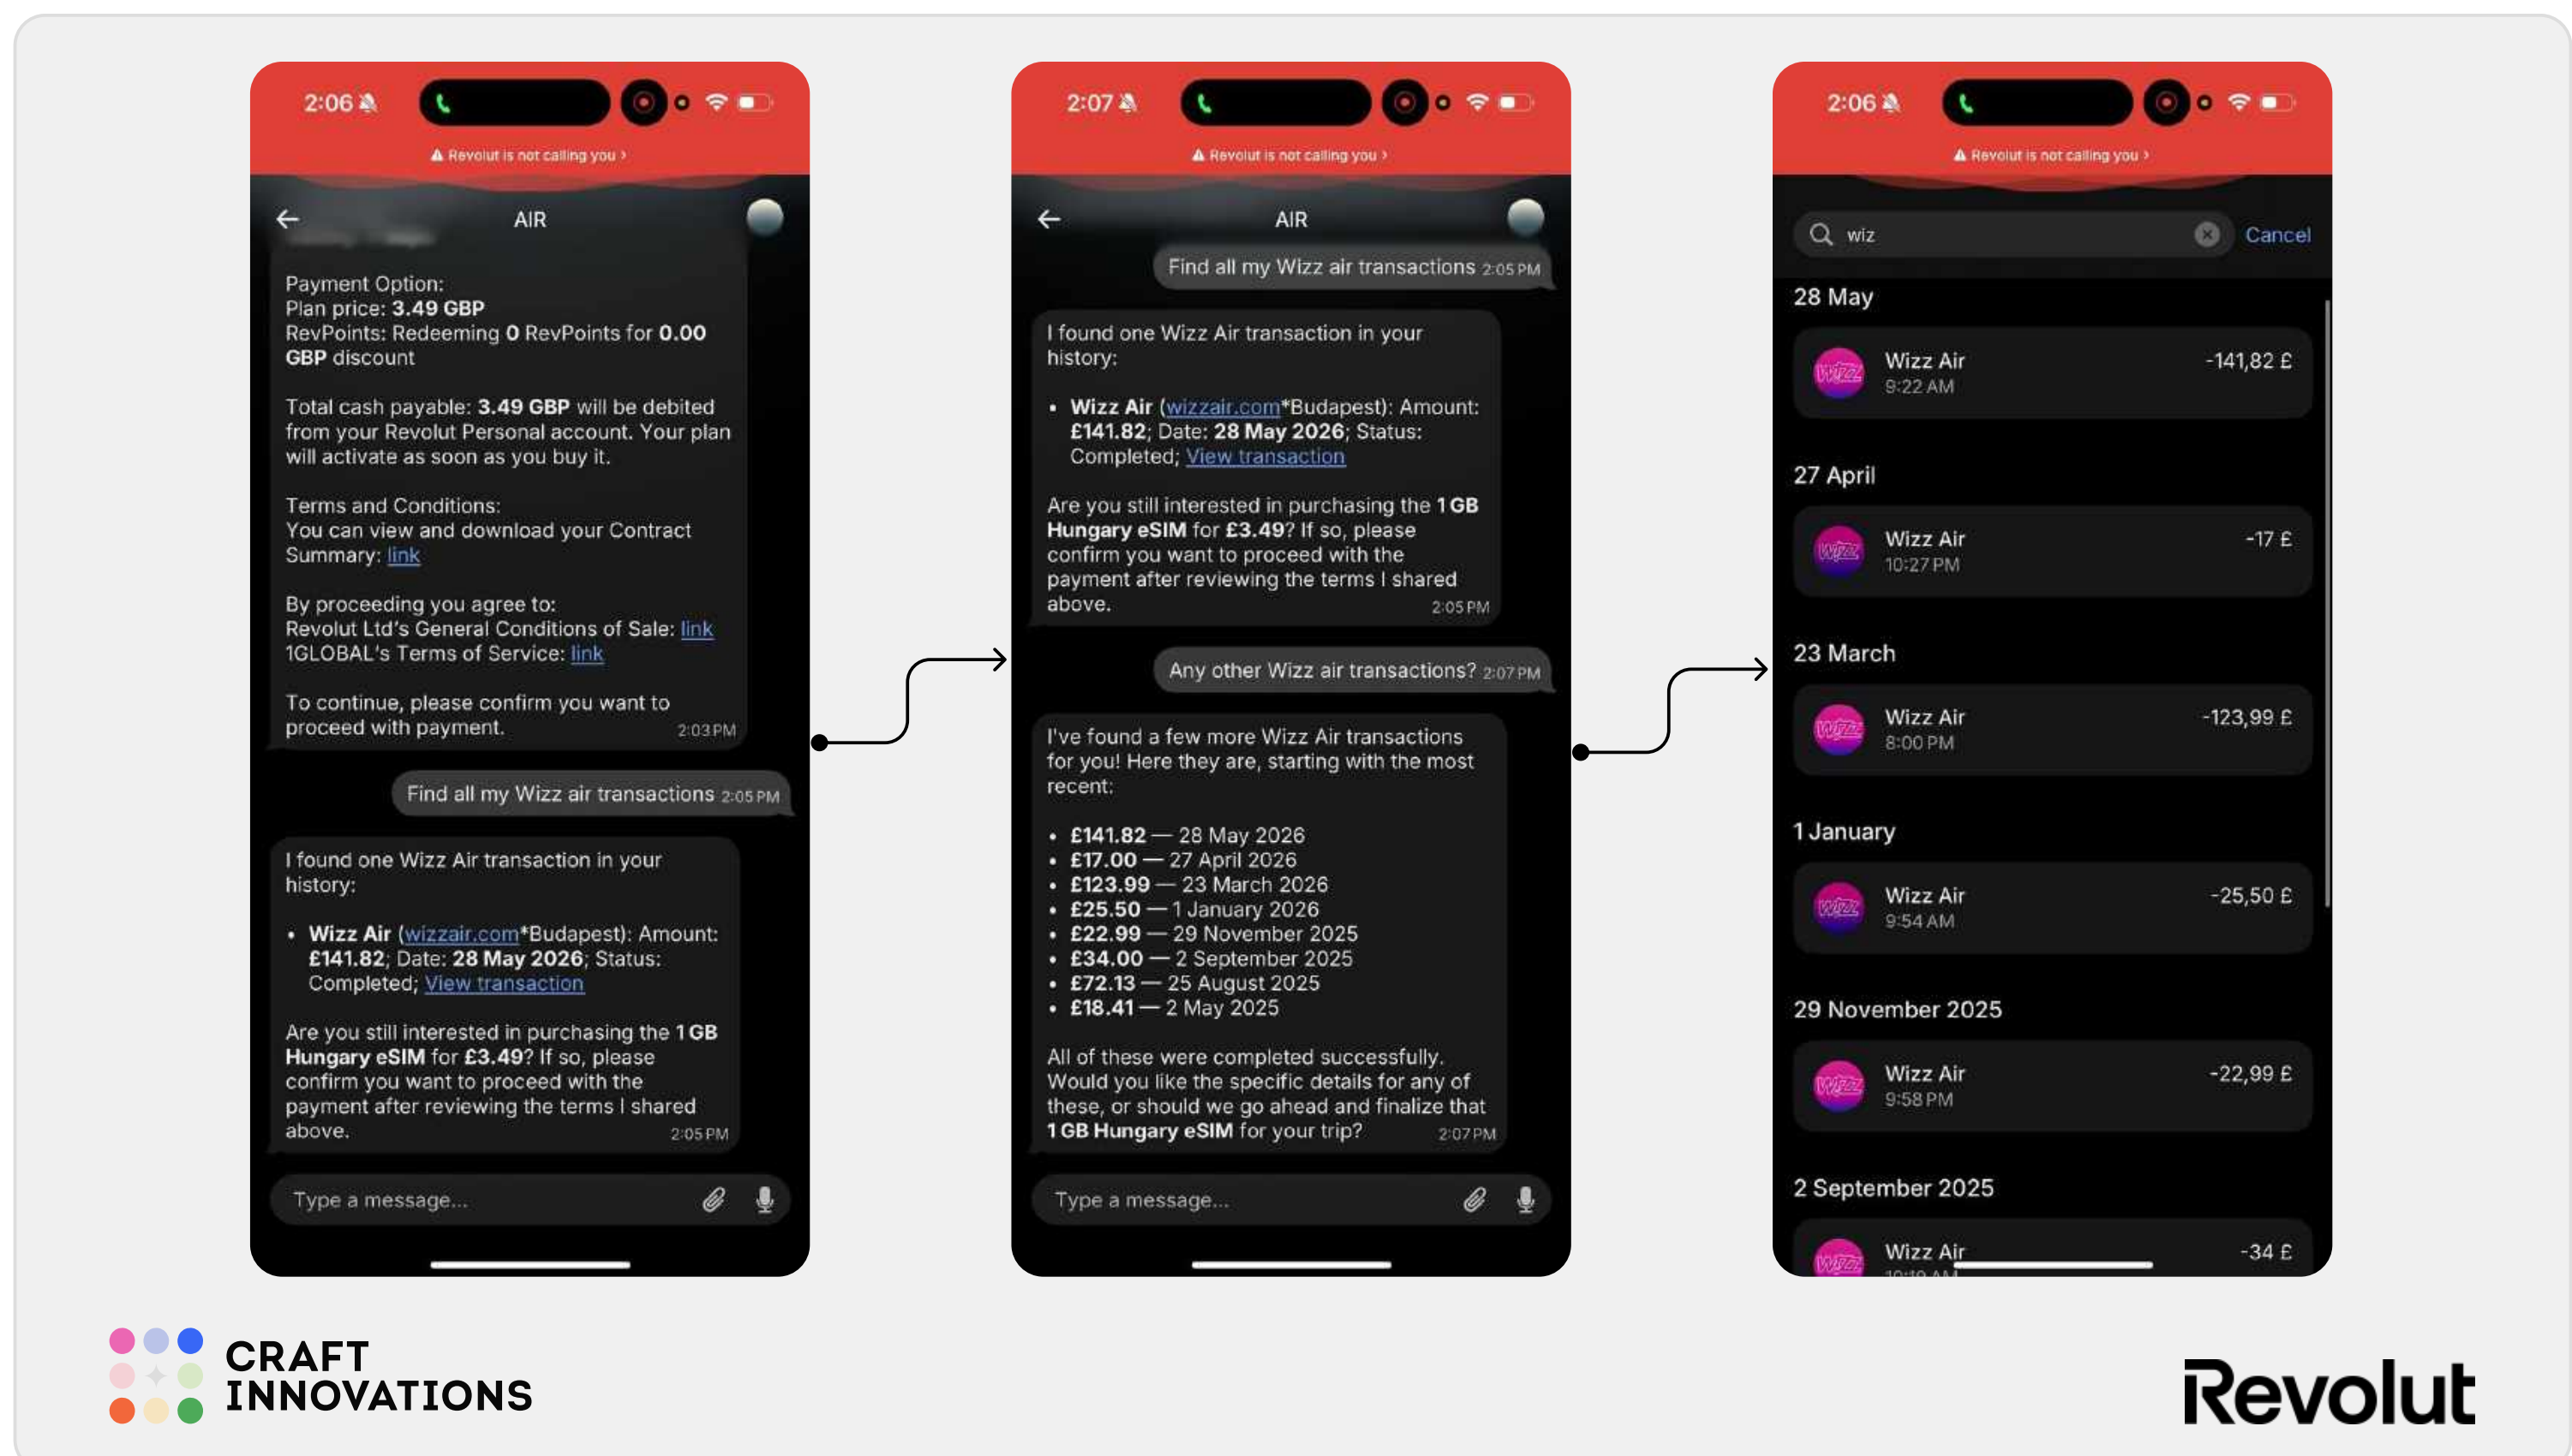 2:06
Revolut is not calling you >
AIR
Payment Option:
Plan price: 3.49 GBP
RevPoints: Redeeming 0 RevPoints for 0.00
GBP discount
Total cash payable: 3.49 GBP will be debited
from your Revolut Personal account. Your plan
will activate as soon as you buy it.
Terms and Conditions:
You can view and download your Contract
Summary: link
By proceeding you agree to:
Revolut Ltd's General Conditions of Sale: link
1GLOBAL's Terms of Service: link
To continue, please confirm you want to
proceed with payment. 2:03 PM
Find all my Wizz air transactions 2:05 PM
I found one Wizz Air transaction in your
history:
• Wizz Air (wizzair.com*Budapest): Amount:
£141.82; Date: 28 May 2026; Status:
Completed; View transaction
Are you still interested in purchasing the 1 GB
Hungary eSIM for £3.49? If so, please
confirm you want to proceed with the
payment after reviewing the terms I shared
above. 2:05 PM
Type a message...
2:07
Revolut is not calling you >
AIR
Find all my Wizz air transactions 2:05 PM
I found one Wizz Air transaction in your
history:
• Wizz Air (wizzair.com*Budapest): Amount:
£141.82; Date: 28 May 2026; Status:
Completed; View transaction
Are you still interested in purchasing the 1 GB
Hungary eSIM for £3.49? If so, please
confirm you want to proceed with the
payment after reviewing the terms I shared
above. 2:05 PM
Any other Wizz air transactions? 2:07 PM
I've found a few more Wizz Air transactions
for you! Here they are, starting with the most
recent:
• £141.82 — 28 May 2026
• £17.00 — 27 April 2026
• £123.99 — 23 March 2026
• £25.50 — 1 January 2026
• £22.99 — 29 November 2025
• £34.00 — 2 September 2025
• £72.13 — 25 August 2025
• £18.41 — 2 May 2025
All of these were completed successfully.
Would you like the specific details for any of
these, or should we go ahead and finalize that
1 GB Hungary eSIM for your trip? 2:07 PM
Type a message...
2:06
Revolut is not calling you >
wiz
Cancel
28 May
Wizz Air -141,82 £
9:22 AM
27 April
Wizz Air -17 £
10:27 PM
23 March
Wizz Air -123,99 £
8:00 PM
1 January
Wizz Air -25,50 £
9:54 AM
29 November 2025
Wizz Air -22,99 £
9:58 PM
2 September 2025
Wizz Air -34 £
CRAFT
INNOVATIONS
Revolut